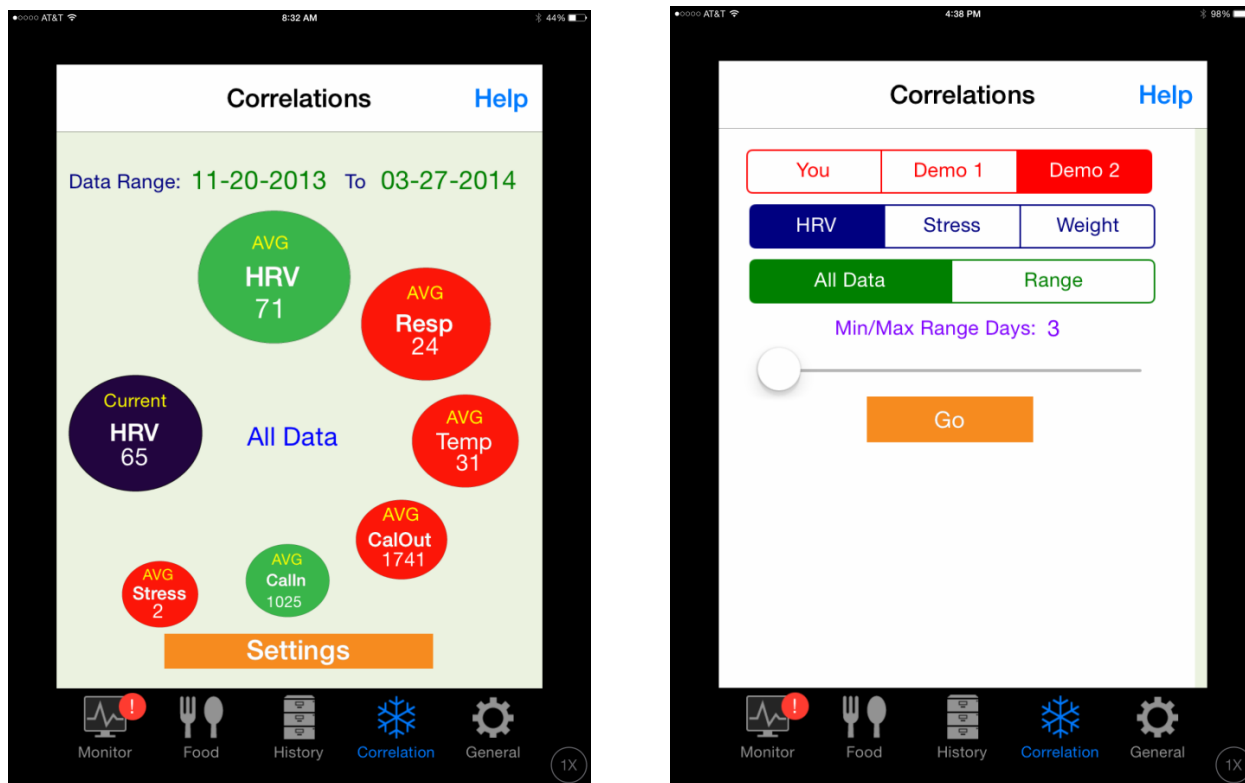 AT&T 8:32 AM 44%
Correlations Help
Data Range: 11-20-2013 To 03-27-2014
AVG
HRV
71
AVG
Resp
24
Current
HRV
65
All Data
AVG
Temp
31
AVG
CalOut
1741
AVG
CalIn
1025
AVG
Stress
2
Settings
!
Monitor Food History Correlation General
1X
AT&T 4:38 PM 98%
Correlations Help
You Demo 1 Demo 2
HRV Stress Weight
All Data Range
Min/Max Range Days: 3
Go
!
Monitor Food History Correlation General
1X